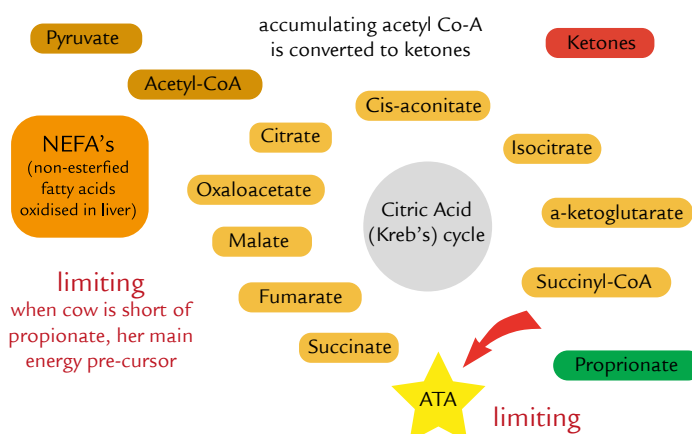 Pyruvate
accumulating acetyl Co-A
is converted to ketones
Ketones
Acetyl-CoA
Cis-aconitate
NEFA's
(non-esterfied
fatty acids
oxidised in liver)
Citrate
Isocitrate
Oxaloacetate
Citric Acid
(Kreb's) cycle
a-ketoglutarate
Malate
limiting
when cow is short of
propionate, her main
energy pre-cursor
Fumarate
Succinyl-CoA
Succinate
Proprionate
ATA
limiting